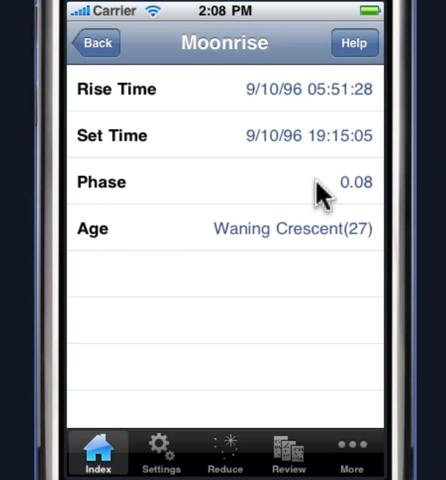 Carrier 2:08 PM
Back Moonrise Help
Rise Time 9/10/96 05:51:28
Set Time 9/10/96 19:15:05
Phase 0.08
Age Waning Crescent(27)
Index Settings Reduce Review More